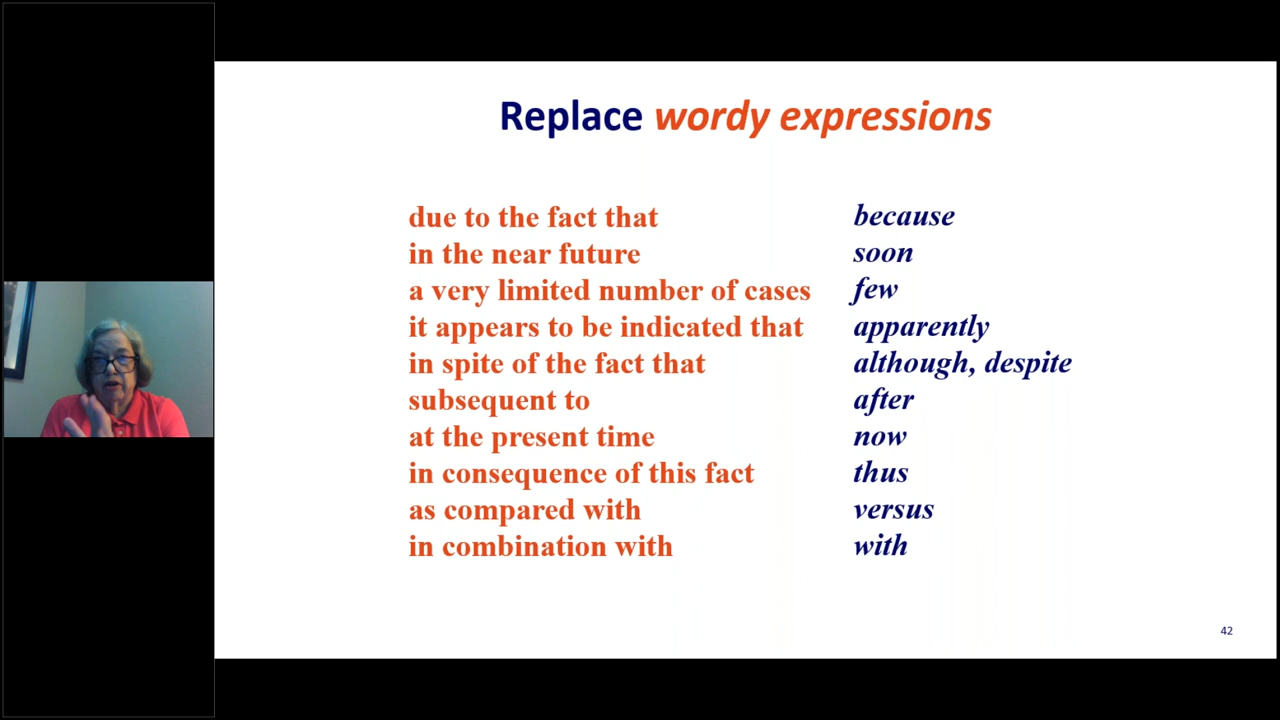 Replace wordy expressions
due to the fact that because
in the near future soon
a very limited number of cases few
it appears to be indicated that apparently
in spite of the fact that although, despite
subsequent to after
at the present time now
in consequence of this fact thus
as compared with versus
in combination with with
42